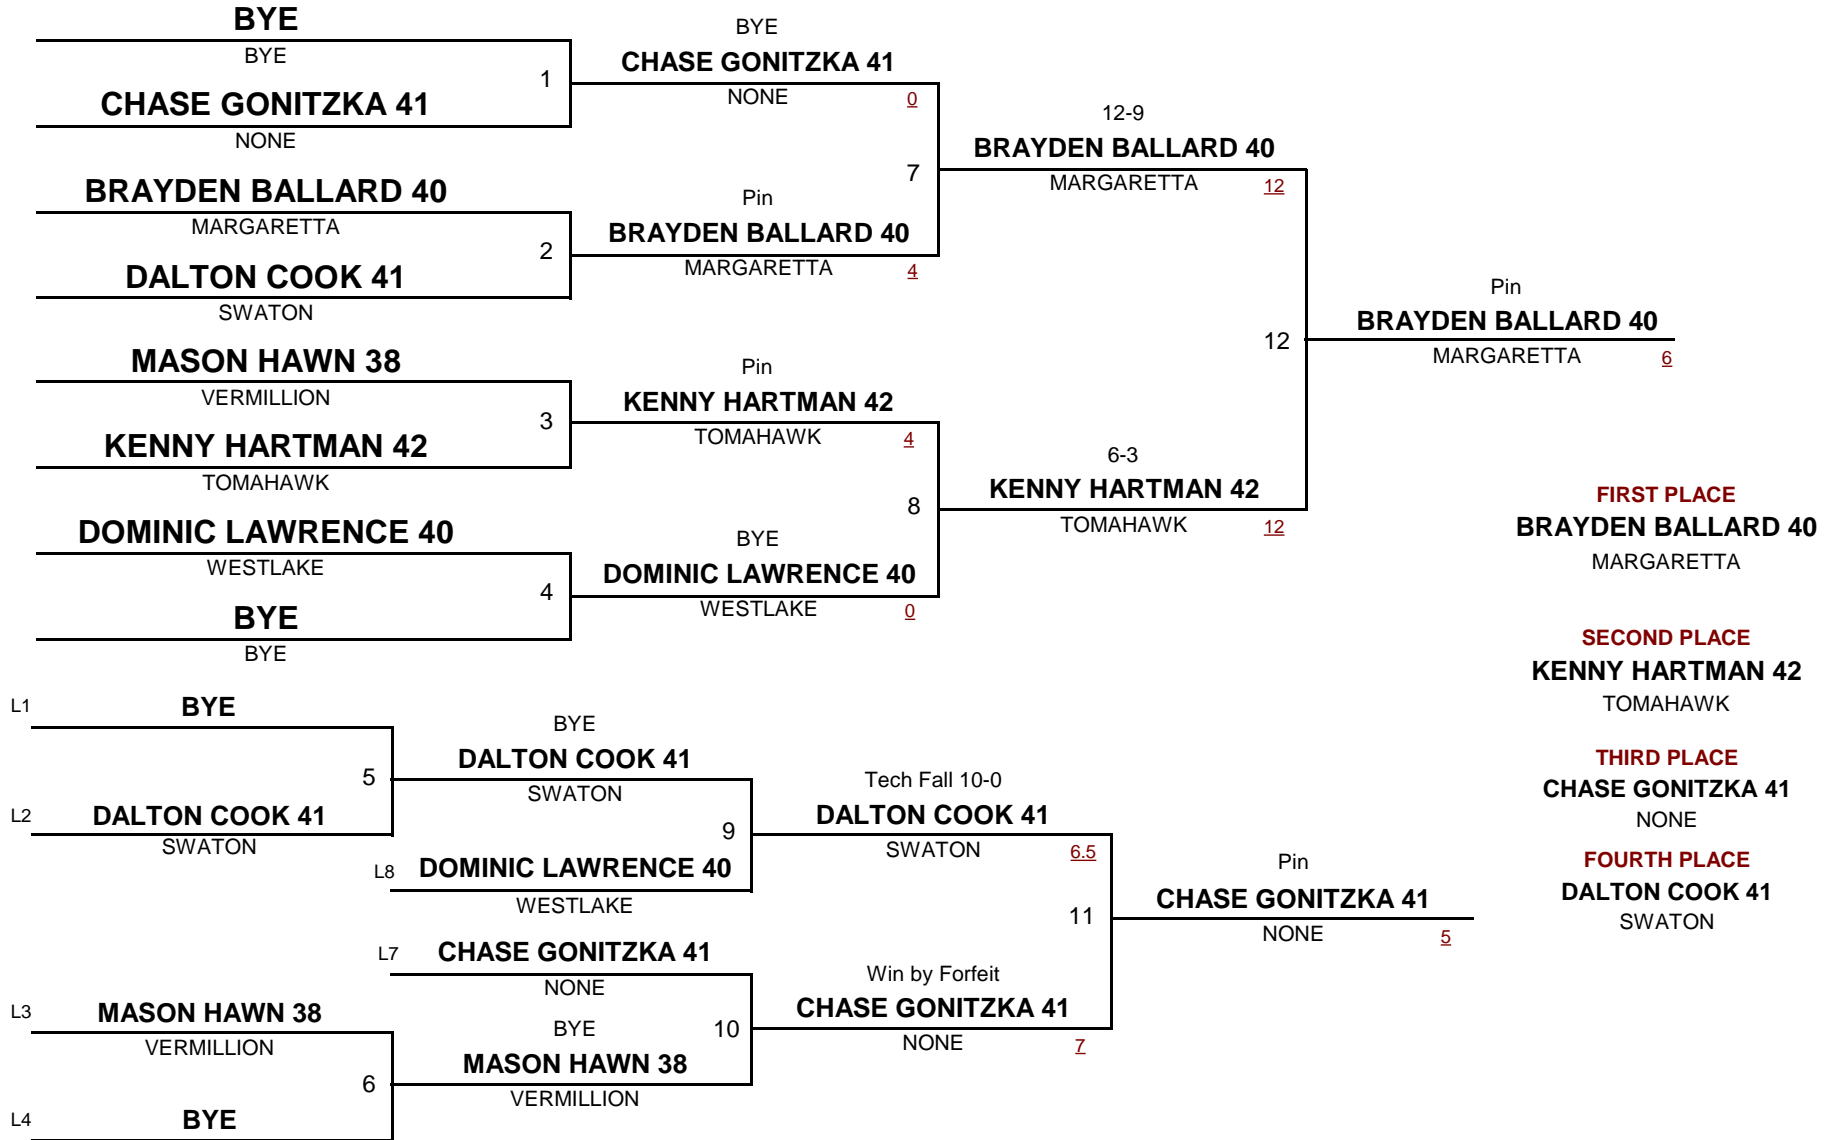 BYE
BYE
1
CHASE GONITZKA 41
NONE
BYE
CHASE GONITZKA 41
NONE 0
BRAYDEN BALLARD 40
MARGARETTA
2
DALTON COOK 41
SWATON
Pin
BRAYDEN BALLARD 40
MARGARETTA 4
7
12-9
BRAYDEN BALLARD 40
MARGARETTA 12
MASON HAWN 38
VERMILLION
3
KENNY HARTMAN 42
TOMAHAWK
Pin
KENNY HARTMAN 42
TOMAHAWK 4
DOMINIC LAWRENCE 40
WESTLAKE
4
BYE
BYE
BYE
DOMINIC LAWRENCE 40
WESTLAKE 0
8
6-3
KENNY HARTMAN 42
TOMAHAWK 12
12
Pin
BRAYDEN BALLARD 40
MARGARETTA 6
FIRST PLACE
BRAYDEN BALLARD 40
MARGARETTA
SECOND PLACE
KENNY HARTMAN 42
TOMAHAWK
THIRD PLACE
CHASE GONITZKA 41
NONE
FOURTH PLACE
DALTON COOK 41
SWATON
L1 BYE
5
L2 DALTON COOK 41
SWATON
BYE
DALTON COOK 41
SWATON
9
L8 DOMINIC LAWRENCE 40
WESTLAKE
Tech Fall 10-0
DALTON COOK 41
SWATON 6.5
L7 CHASE GONITZKA 41
NONE
L3 MASON HAWN 38
VERMILLION
6
L4 BYE
BYE
MASON HAWN 38
VERMILLION
10
Win by Forfeit
CHASE GONITZKA 41
NONE 7
11
Pin
CHASE GONITZKA 41
NONE 5